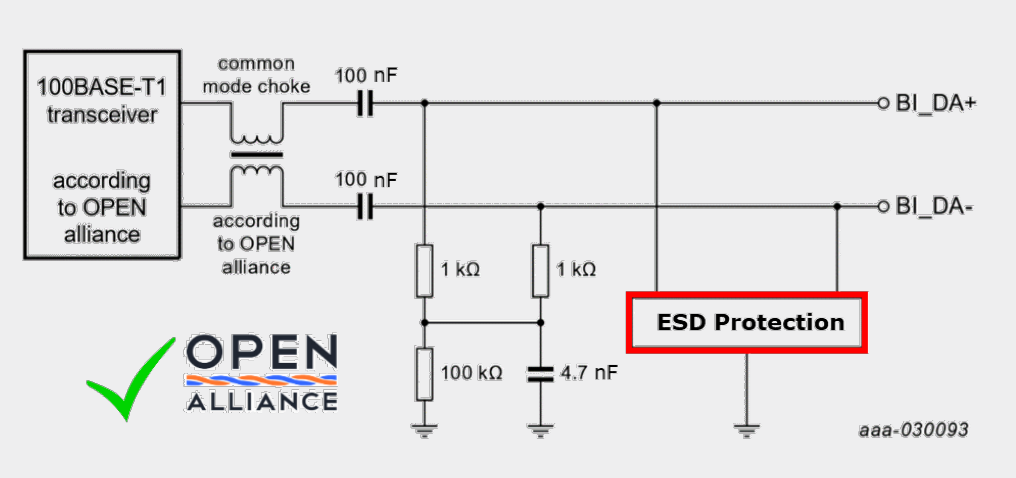 100BASE-T1
transceiver
according
to OPEN
alliance
common
mode choke
according
to OPEN
alliance
100 nF
100 nF
BI_DA+
BI_DA-
1 kΩ
1 kΩ
100 kΩ
4.7 nF
ESD Protection
OPEN
ALLIANCE
aaa-030093